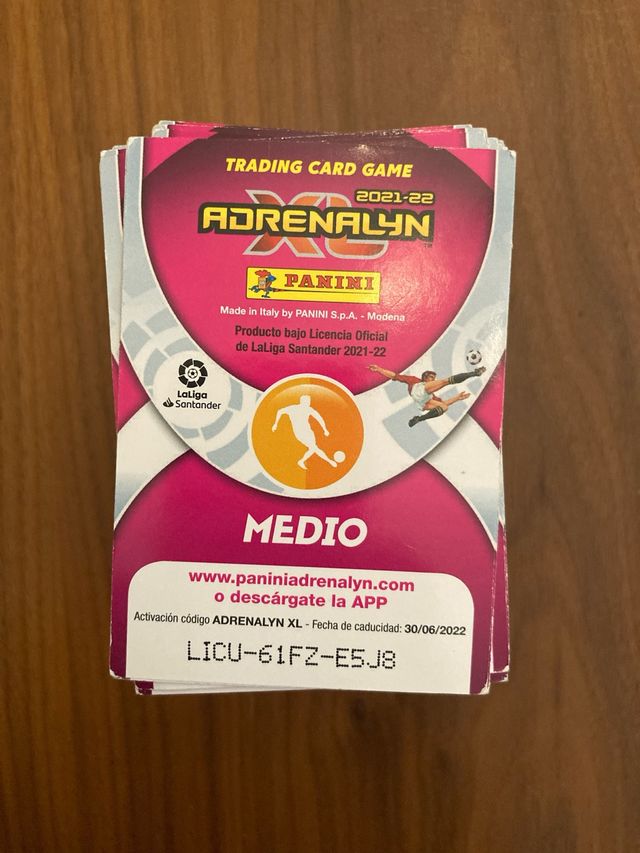 TRADING CARD GAME
2021-22
ADRENALYN
XL
TM
PANINI
Made in Italy by PANINI S.p.A. - Modena
Producto bajo Licencia Oficial
de LaLiga Santander 2021-22
LaLiga
Santander
MEDIO
www.paniniadrenalyn.com
o descárgate la APP
Activación código ADRENALYN XL - Fecha de caducidad: 30/06/2022
LICU-61FZ-E5J8